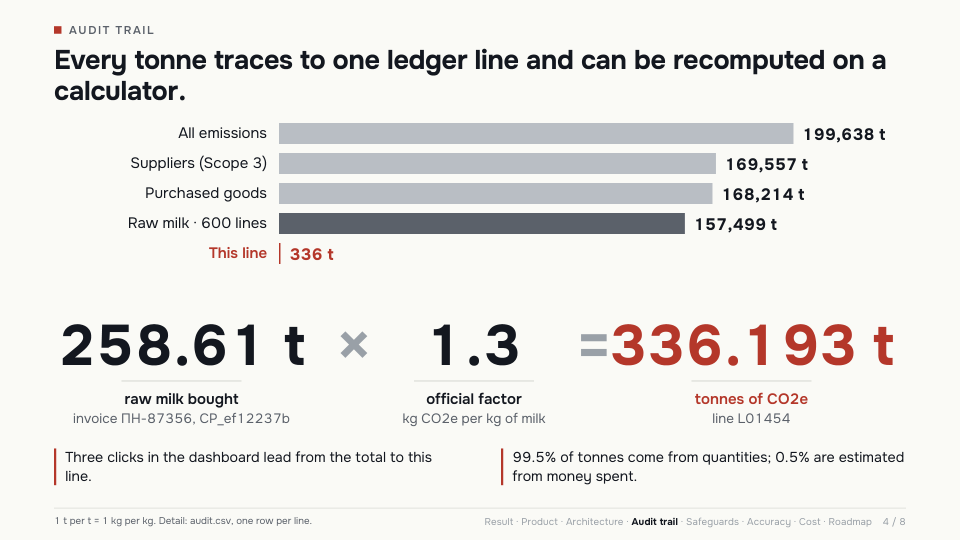 AUDIT TRAIL
Every tonne traces to one ledger line and can be recomputed on a
calculator.
All emissions 199,638 t
Suppliers (Scope 3) 169,557 t
Purchased goods 168,214 t
Raw milk · 600 lines 157,499 t
This line 336 t
258.61 t × 1.3 =336.193 t
raw milk bought official factor tonnes of CO2e
invoice ПН-87356, CP_ef12237b kg CO2e per kg of milk line L01454
Three clicks in the dashboard lead from the total to this
line.
99.5% of tonnes come from quantities; 0.5% are estimated
from money spent.
1 t per t = 1 kg per kg. Detail: audit.csv, one row per line.
Result · Product · Architecture · Audit trail · Safeguards · Accuracy · Cost · Roadmap 4 / 8